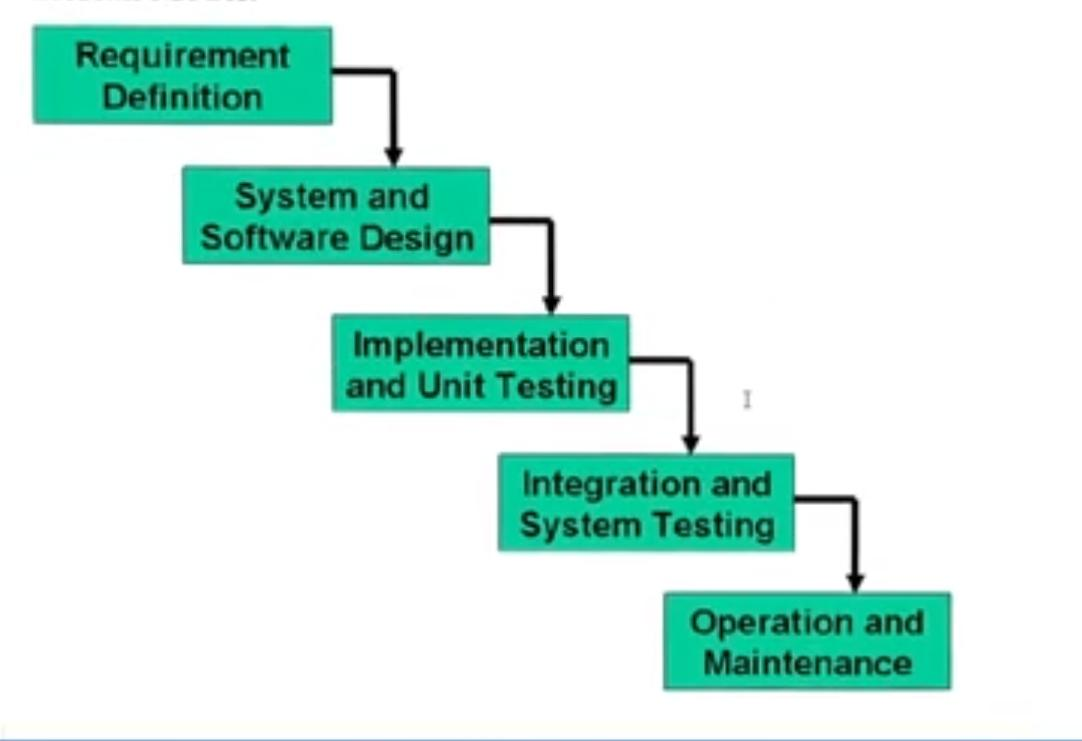 Requirement
Definition
System and
Software Design
Implementation
and Unit Testing
Integration and
System Testing
Operation and
Maintenance